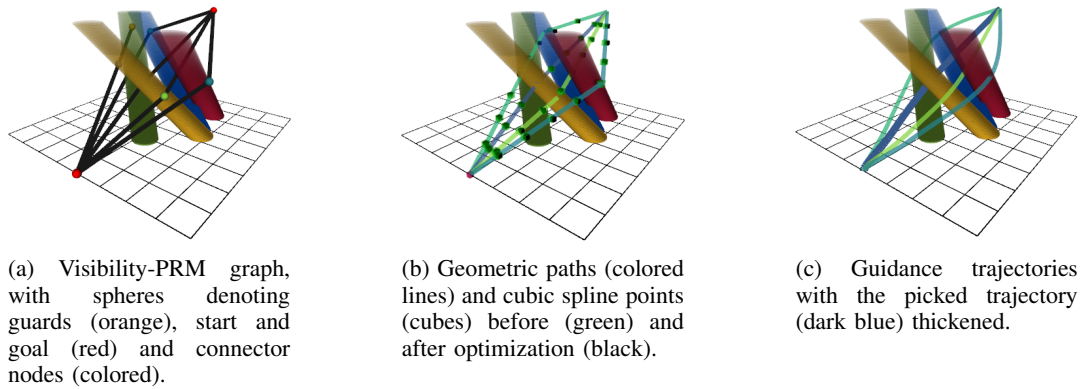 (a) Visibility-PRM graph,
with spheres denoting
guards (orange), start and
goal (red) and connector
nodes (colored).
(b) Geometric paths (colored
lines) and cubic spline points
(cubes) before (green) and
after optimization (black).
(c) Guidance trajectories
with the picked trajectory
(dark blue) thickened.